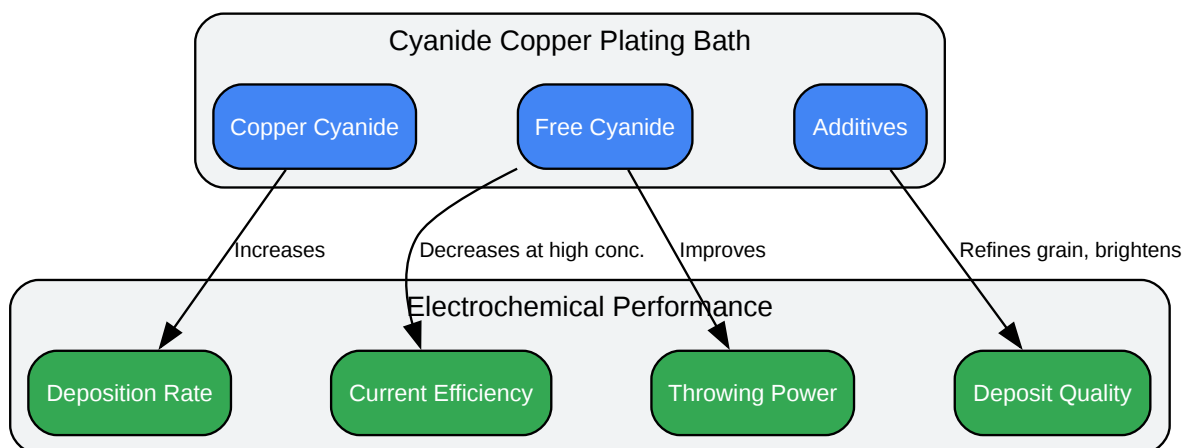 Cyanide Copper Plating Bath
Copper Cyanide
Free Cyanide
Additives
Increases
Decreases at high conc.
Improves
Refines grain, brightens
Electrochemical Performance
Deposition Rate
Current Efficiency
Throwing Power
Deposit Quality